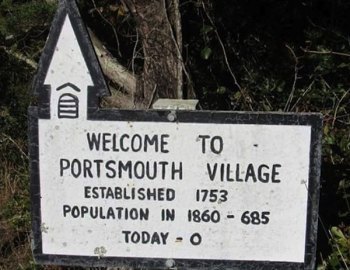 WELCOME TO
PORTSMOUTH VILLAGE
ESTABLISHED 1753
POPULATION IN 1860 - 685
TODAY - 0